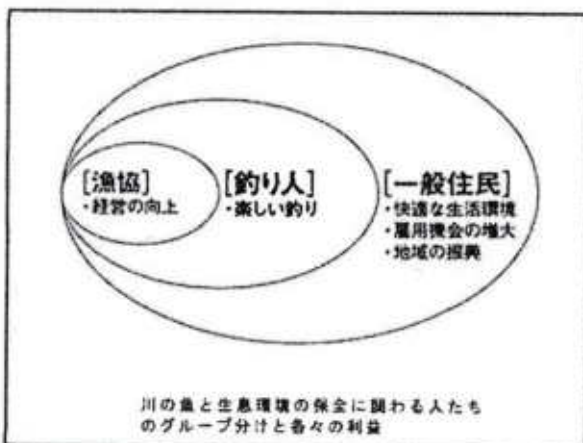 [漁協]
・経営の向上
[釣り人]
・楽しい釣り
[一般住民]
・快適な生活環境
・雇用機会の増大
・地域の振興
川の魚と生息環境の保全に関わる人たち
のグループ分けと各々の利益